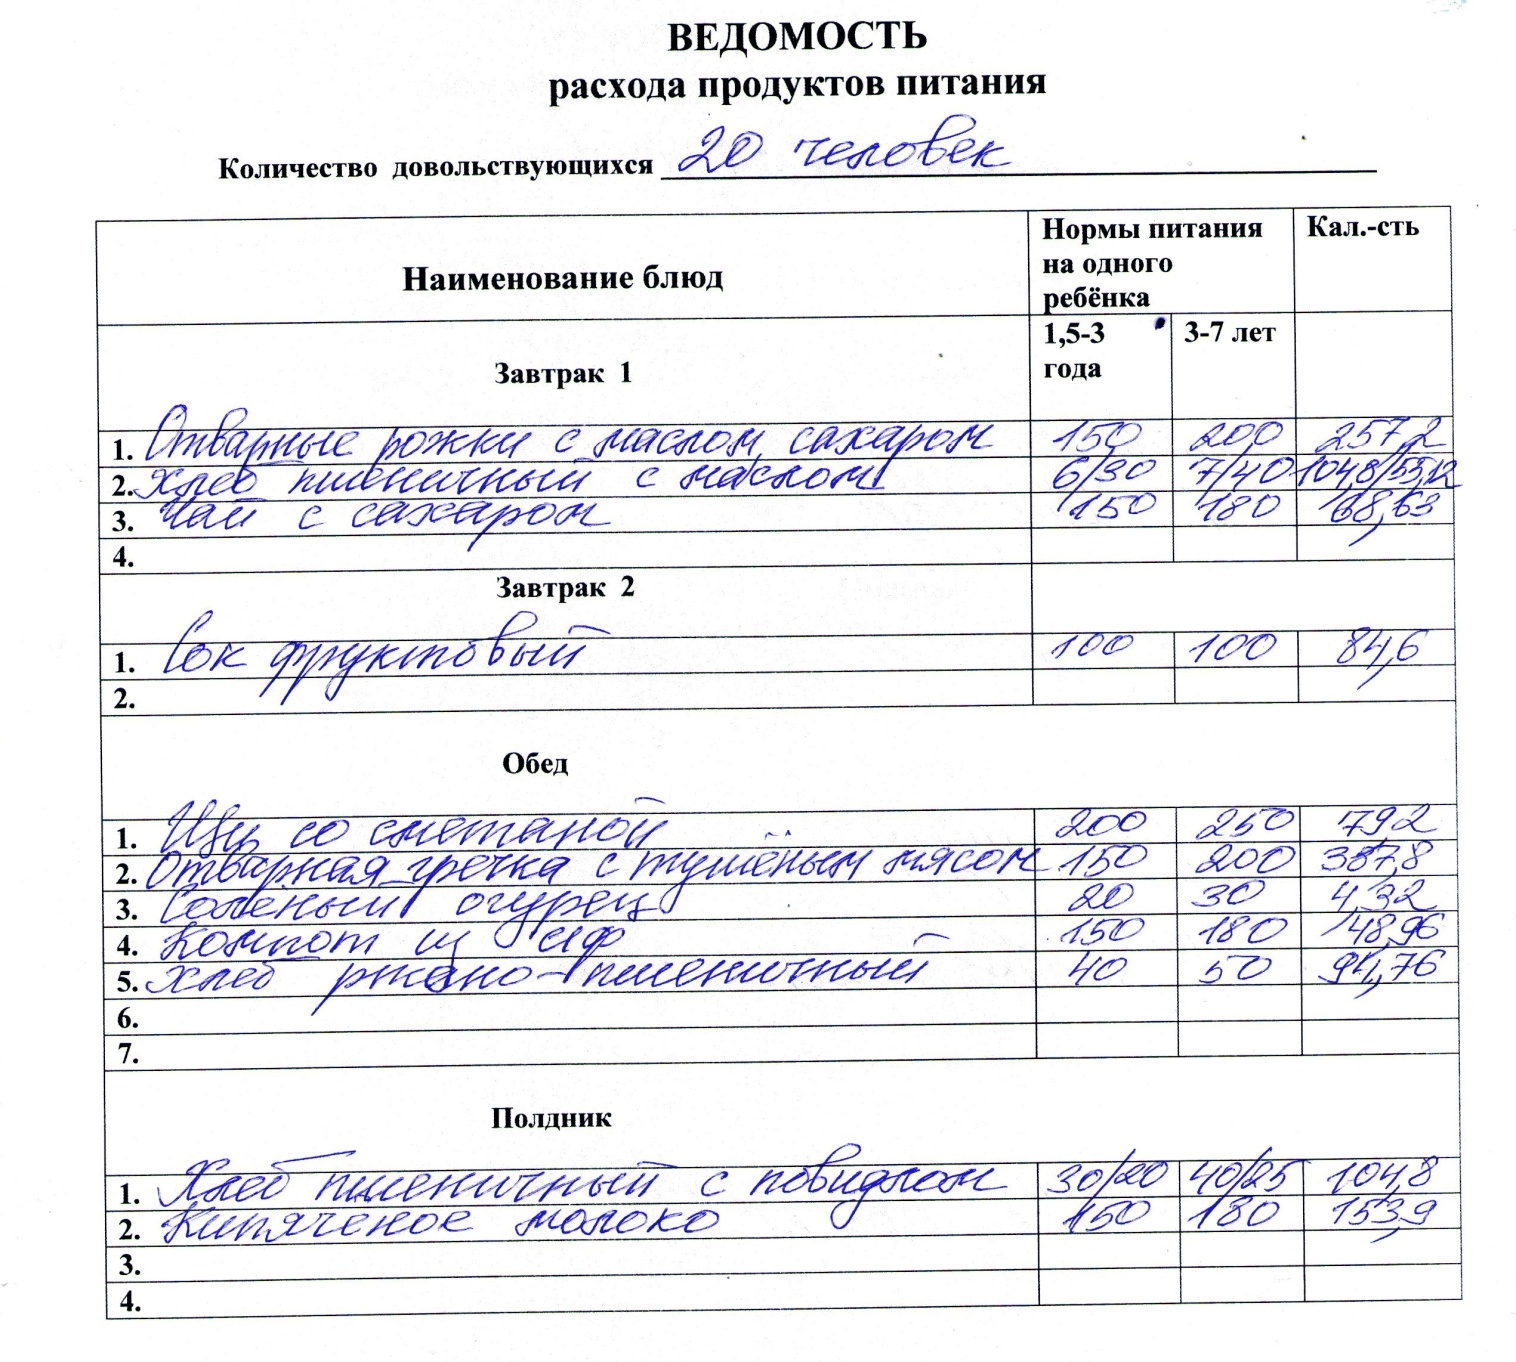 ВЕДОМОСТЬ
расхода продуктов питания
Количество довольствующихся 20 человек
Наименование блюд Нормы питания на одного ребёнка Кал.-сть
Завтрак 1 1,5-3 года 3-7 лет
1. Отварные рожки с маслом, сахаром 150 200 257,2
2. Хлеб пшеничный с маслом 6/30 7/40 104,8/55,12
3. Чай с сахаром 150 180 68,63
4.
Завтрак 2
1. Сок фруктовый 100 100 84,6
2.
Обед
1. Щи со сметаной 200 250 79,2
2. Отварная гречка с тушёным мясом 150 200 387,8
3. Солёный огурец 20 30 4,32
4. Компот из с/ф 150 180 48,96
5. Хлеб ржано-пшеничный 40 50 94,76
6.
7.
Полдник
1. Хлеб пшеничный с повидлом 30/20 40/25 104,8
2. Кипяченое молоко 150 180 153,9
3.
4.